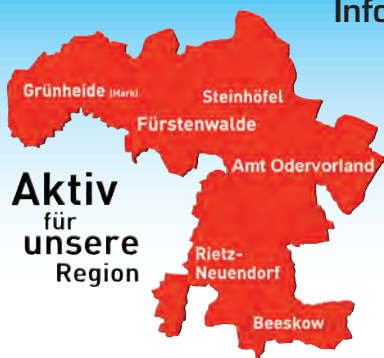 Info
Grünheide (Mark)
Steinhöfel
Fürstenwalde
Amt Odervorland
Aktiv
für
unsere
Region
Rietz-
Neuendorf
Beeskow